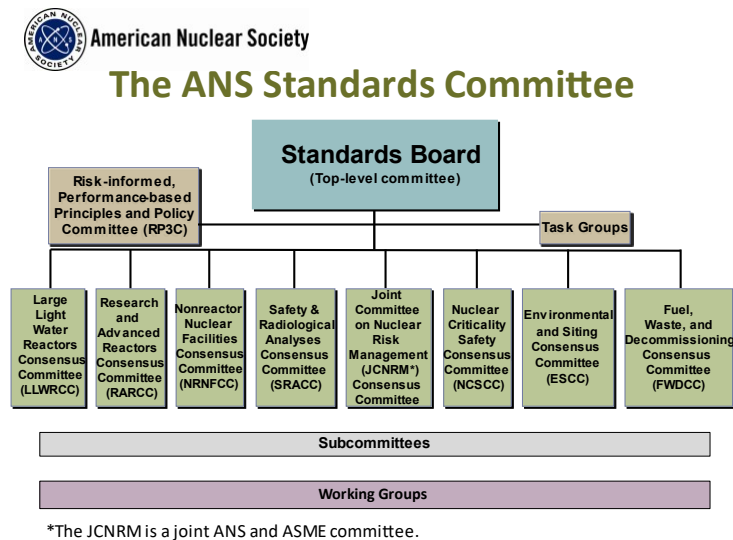 AMERICAN NUCLEAR
SOCIETY
ANS
American Nuclear Society
The ANS Standards Committee
Standards Board
(Top-level committee)
Risk-informed,
Performance-based
Principles and Policy
Committee (RP3C)
Task Groups
Large
Light
Water
Reactors
Consensus
Committee
(LLWRCC)
Research
and
Advanced
Reactors
Consensus
Committee
(RARCC)
Nonreactor
Nuclear
Facilities
Consensus
Committee
(NRNFCC)
Safety &
Radiological
Analyses
Consensus
Committee
(SRACC)
Joint
Committee
on Nuclear
Risk
Management
(JCNRM*)
Consensus
Committee
Nuclear
Criticality
Safety
Consensus
Committee
(NCSCC)
Environmental
and Siting
Consensus
Committee
(ESCC)
Fuel,
Waste, and
Decommissioning
Consensus
Committee
(FWDCC)
Subcommittees
Working Groups
*The JCNRM is a joint ANS and ASME committee.